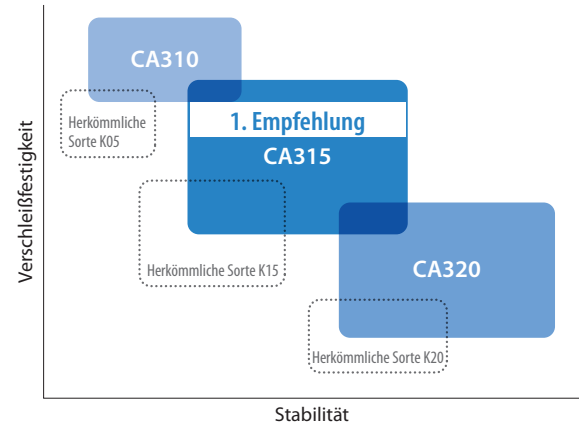 CA310
Herkömmliche
Sorte K05
1. Empfehlung
CA315
Herkömmliche Sorte K15
CA320
Herkömmliche Sorte K20
Verschleißfestigkeit
Stabilität